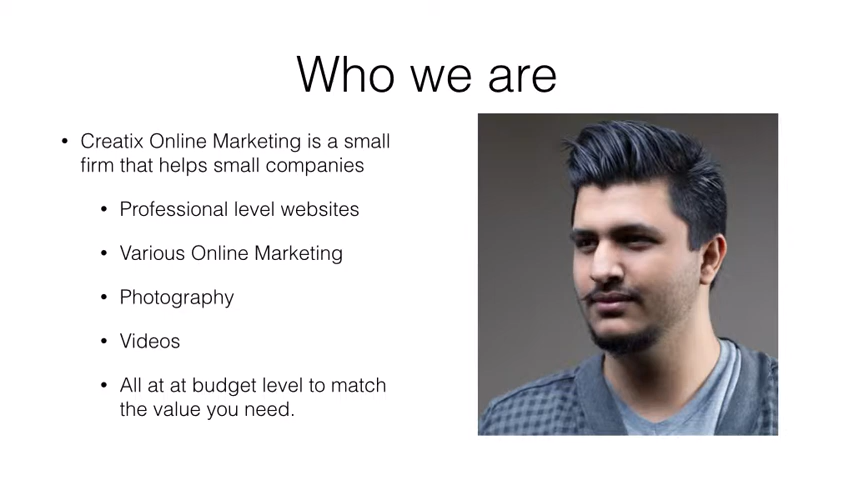 Who we are
• Creatix Online Marketing is a small
firm that helps small companies
• Professional level websites
• Various Online Marketing
• Photography
• Videos
• All at at budget level to match
the value you need.